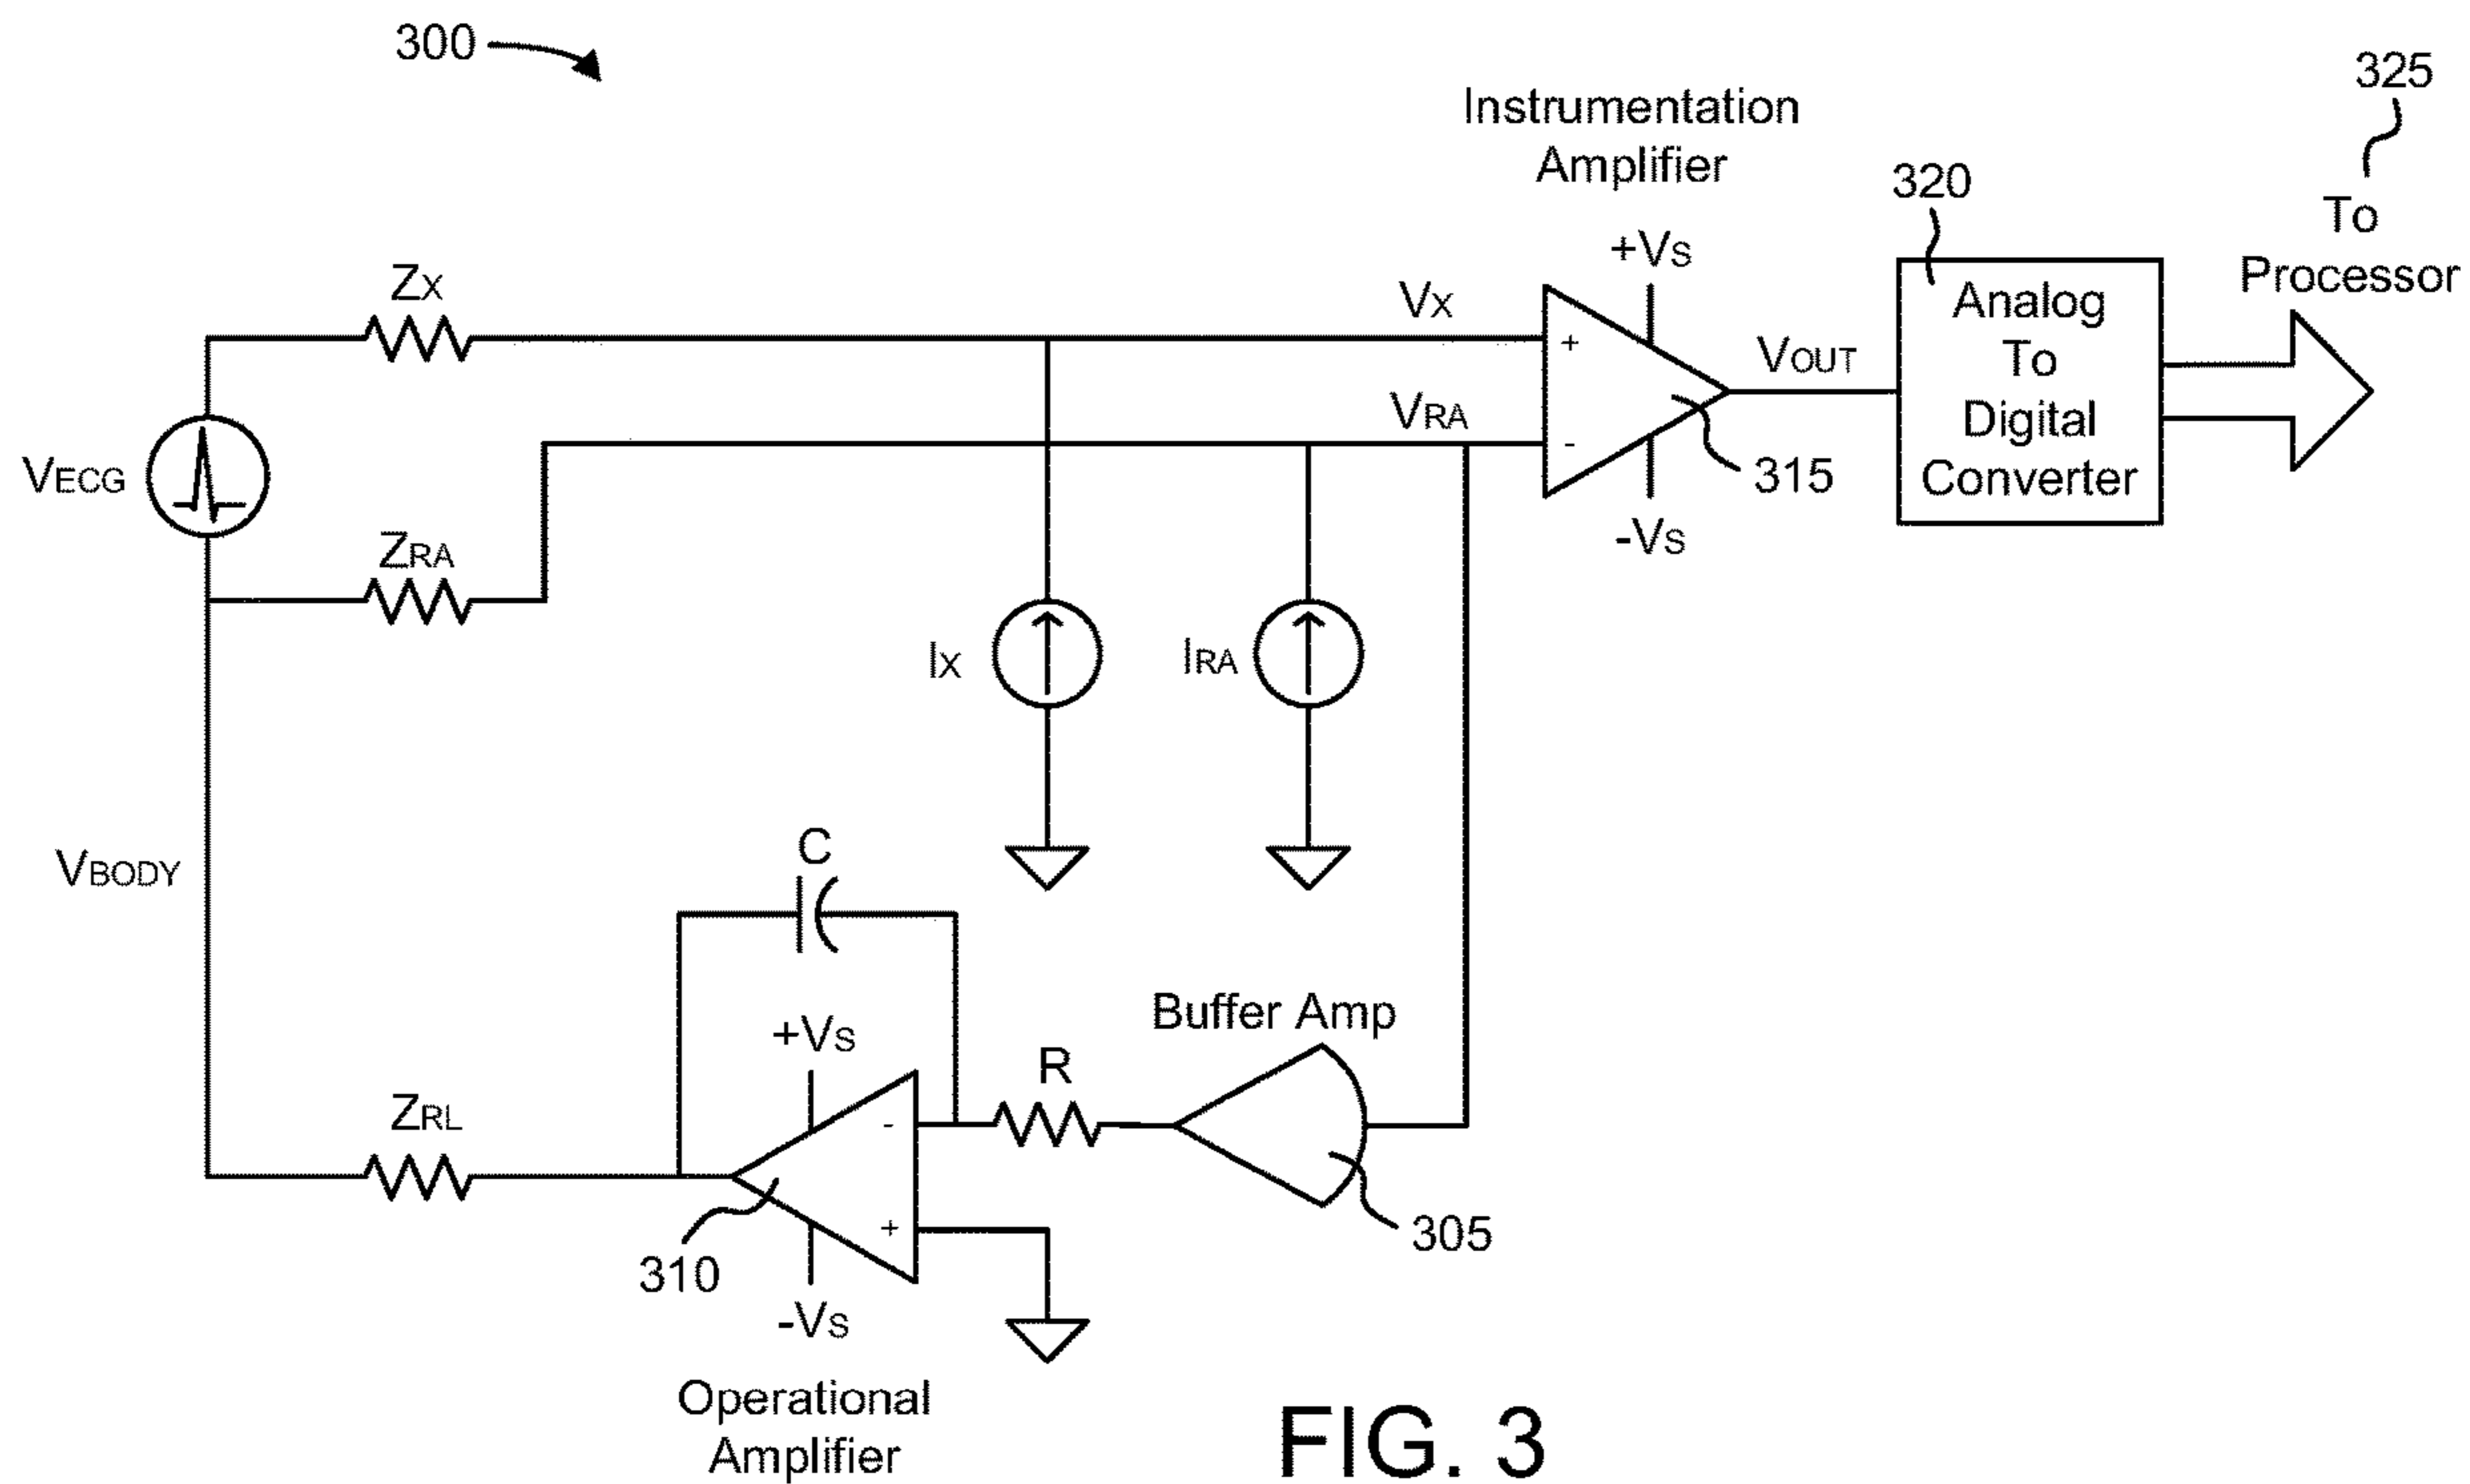 300
325
To
Processor
Instrumentation
Amplifier
320
+VS
ZX
VX
Analog
To
Digital
Converter
VOUT
VRA
+
-
315
-VS
VECG
ZRA
IX
IRA
VBODY
C
Buffer Amp
+VS
R
ZRL
-
+
305
310
-VS
Operational
Amplifier
FIG. 3